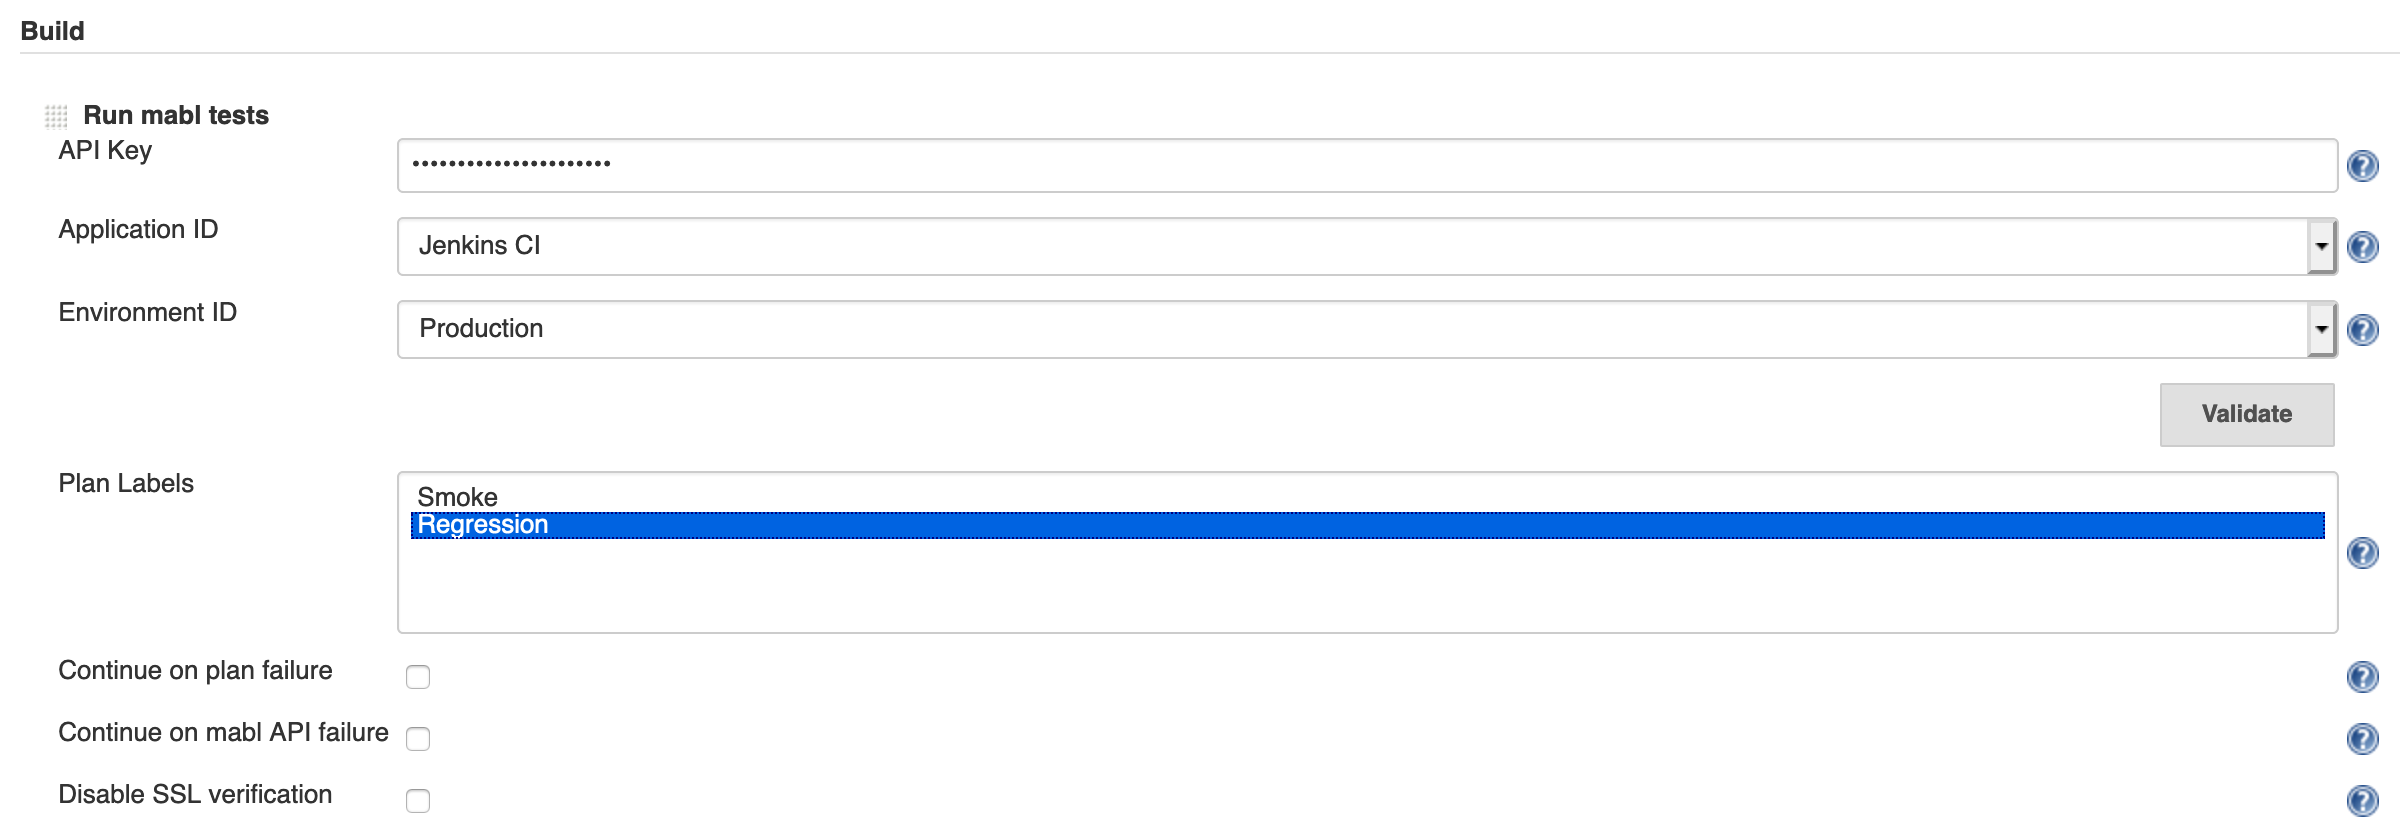 Build
Run mabl tests
API Key
••••••••••••••••••••••
Application ID
Jenkins CI
Environment ID
Production
Validate
Plan Labels
Smoke
Regression
Continue on plan failure
Continue on mabl API failure
Disable SSL verification